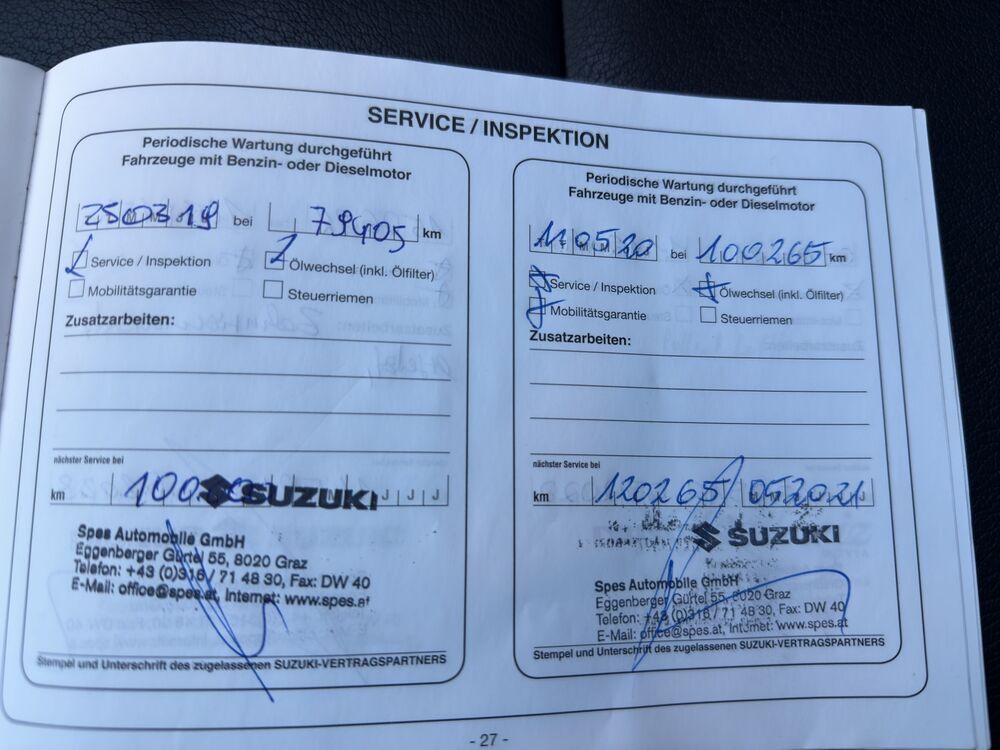 SERVICE / INSPEKTION
Periodische Wartung durchgeführt
Fahrzeuge mit Benzin- oder Dieselmotor
250319 bei 79405 km
Service / Inspektion Ölwechsel (inkl. Ölfilter)
Mobilitätsgarantie Steuerriemen
Zusatzarbeiten:
nächster Service bei
km J J J
SUZUKI
Spes Automobile GmbH
Eggenberger Gürtel 55, 8020 Graz
Telefon: +43 (0)316 / 71 48 30, Fax: DW 40
E-Mail: office@spes.at, Internet: www.spes.at
Stempel und Unterschrift des zugelassenen SUZUKI-VERTRAGSPARTNERS
Periodische Wartung durchgeführt
Fahrzeuge mit Benzin- oder Dieselmotor
110520 bei 100265 km
Service / Inspektion Ölwechsel (inkl. Ölfilter)
Mobilitätsgarantie Steuerriemen
Zusatzarbeiten:
nächster Service bei
km 120265 / 052021
SUZUKI
Spes Automobile GmbH
Eggenberger Gürtel 55, 8020 Graz
Telefon: +43 (0)316 / 71 48 30, Fax: DW 40
E-Mail: office@spes.at, Internet: www.spes.at
Stempel und Unterschrift des zugelassenen SUZUKI-VERTRAGSPARTNERS
- 27 -